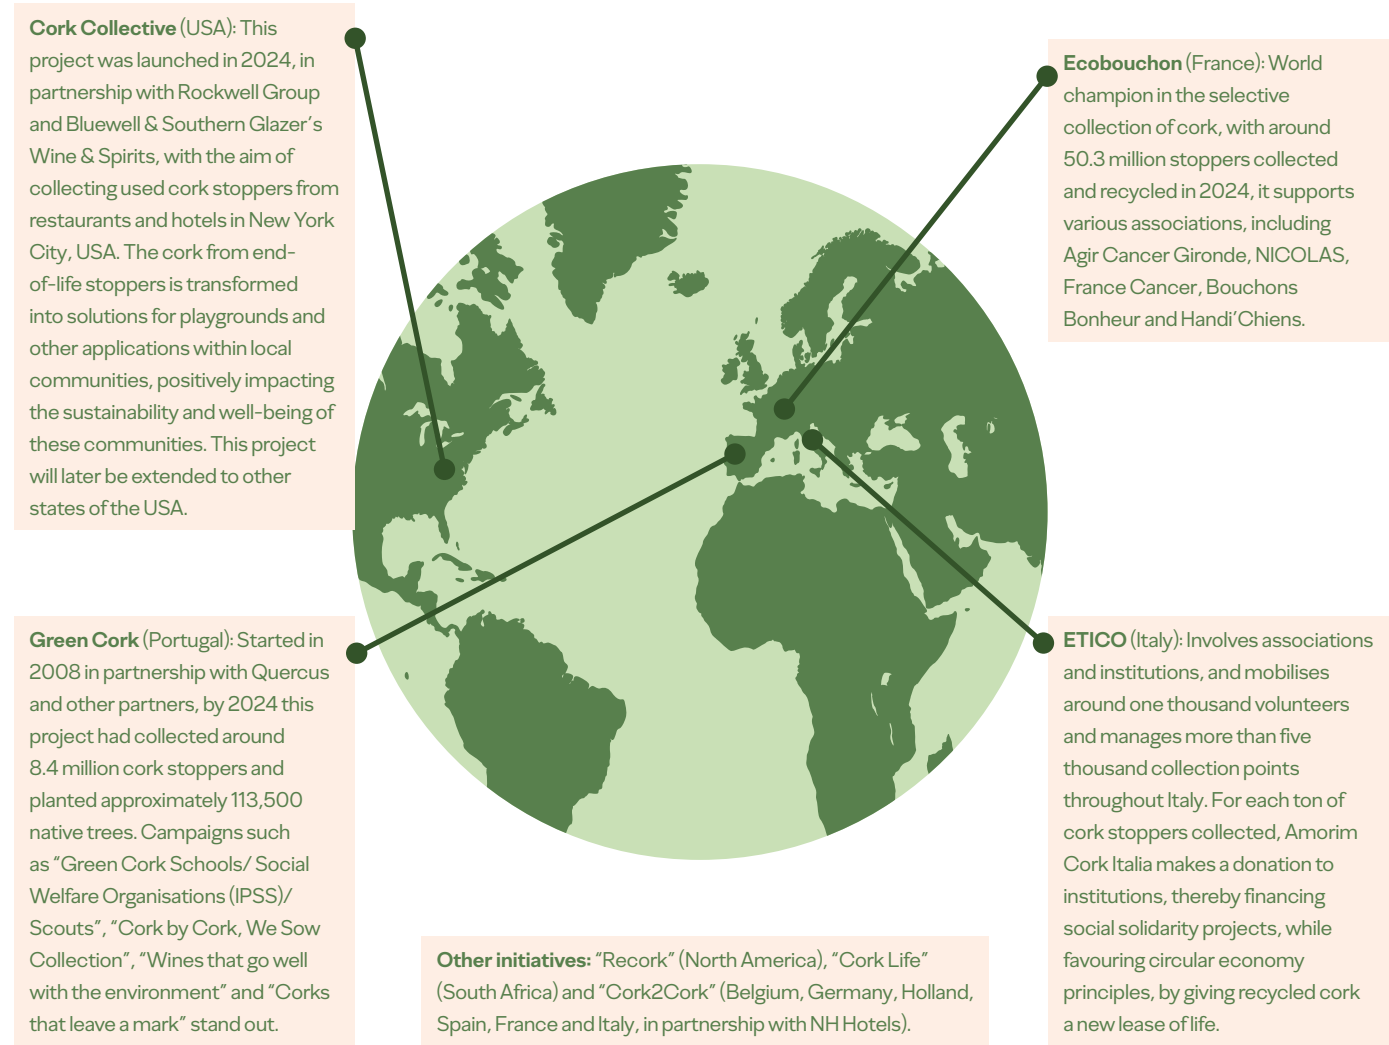 Cork Collective (USA): This
project was launched in 2024, in
partnership with Rockwell Group
and Bluewell & Southern Glazer's
Wine & Spirits, with the aim of
collecting used cork stoppers from
restaurants and hotels in New York
City, USA. The cork from end-
of-life stoppers is transformed
into solutions for playgrounds and
other applications within local
communities, positively impacting
the sustainability and well-being of
these communities. This project
will later be extended to other
states of the USA.
Ecobouchon (France): World
champion in the selective
collection of cork, with around
50.3 million stoppers collected
and recycled in 2024, it supports
various associations, including
Agir Cancer Gironde, NICOLAS,
France Cancer, Bouchons
Bonheur and Handi'Chiens.
Green Cork (Portugal): Started in
2008 in partnership with Quercus
and other partners, by 2024 this
project had collected around
8.4 million cork stoppers and
planted approximately 113,500
native trees. Campaigns such
as “Green Cork Schools/ Social
Welfare Organisations (IPSS)/
Scouts”, “Cork by Cork, We Sow
Collection”, “Wines that go well
with the environment” and “Corks
that leave a mark” stand out.
ETICO (Italy): Involves associations
and institutions, and mobilises
around one thousand volunteers
and manages more than five
thousand collection points
throughout Italy. For each ton of
cork stoppers collected, Amorim
Cork Italia makes a donation to
institutions, thereby financing
social solidarity projects, while
favouring circular economy
principles, by giving recycled cork
a new lease of life.
Other initiatives: “Recork” (North America), “Cork Life”
(South Africa) and “Cork2Cork” (Belgium, Germany, Holland,
Spain, France and Italy, in partnership with NH Hotels).